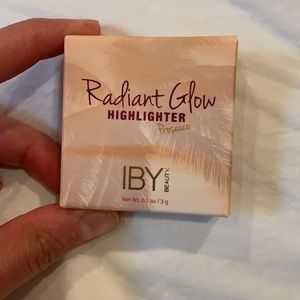 Radiant Glow
HIGHLIGHTER
Prosecco
IBY BEAUTY
Net Wt. 0.1 oz / 3 g